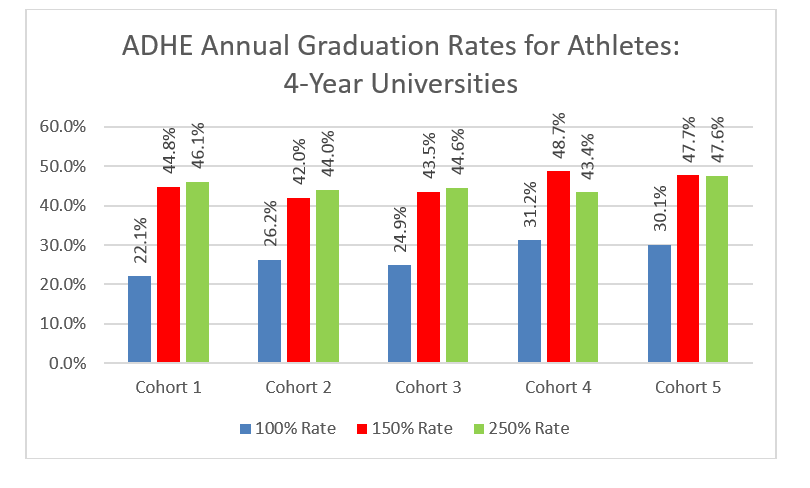 ADHE Annual Graduation Rates for Athletes:
4-Year Universities
60.0%
50.0%
40.0%
30.0%
20.0%
10.0%
0.0%
22.1%
44.8%
46.1%
26.2%
42.0%
44.0%
24.9%
43.5%
44.6%
31.2%
48.7%
43.4%
30.1%
47.7%
47.6%
Cohort 1
Cohort 2
Cohort 3
Cohort 4
Cohort 5
100% Rate
150% Rate
250% Rate